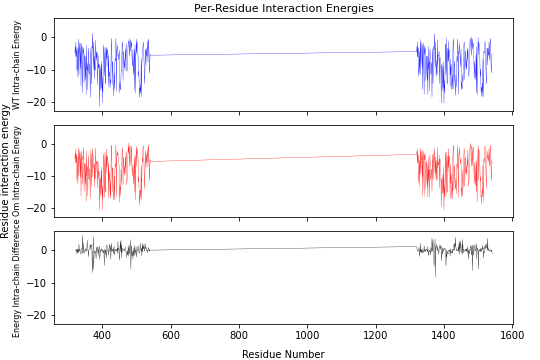 Per-Residue Interaction Energies
Residue interaction energy
WT Intra-chain Energy
0
−10
−20
Om Intra-chain Energy
0
−10
−20
Energy Intra-chain Difference
0
−10
−20
400
600
800
1000
1200
1400
1600
Residue Number